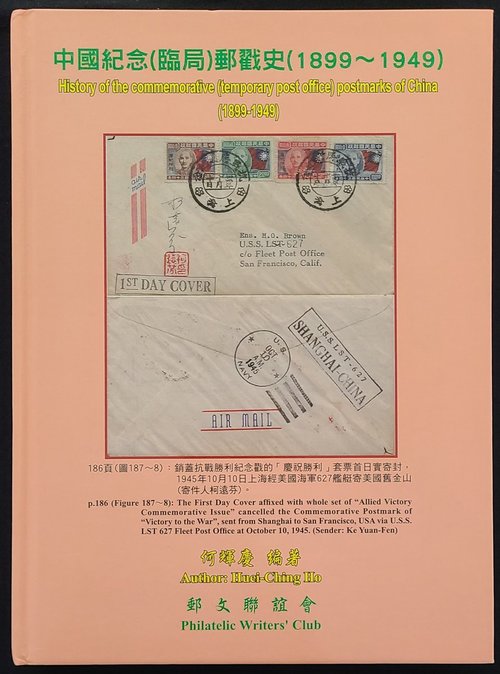 中國紀念(臨局)郵戳史(1899～1949)
History of the commemorative (temporary post office) postmarks of China
(1899-1949)
Ens. H.O. Brown
U.S.S. LST-627
c/o Fleet Post Office
San Francisco, Calif.
1ST DAY COVER
U.S.S. LST-627
SHANGHAI-CHINA
U.S.
OCT
10
AM
1945
NAVY
AIR MAIL
186頁(圖187～8)：銷蓋抗戰勝利紀念戳的「慶祝勝利」套票首日實寄封，
1945年10月10日上海經美國海軍627艦艇寄美國舊金山
(寄件人柯遠芬)。
p.186 (Figure 187～8): The First Day Cover affixed with whole set of “Allied Victory
Commemorative Issue” cancelled the Commemorative Postmark of
“Victory to the War”, sent from Shanghai to San Francisco, USA via U.S.S.
LST 627 Fleet Post Office at October 10, 1945. (Sender: Ke Yuan-Fen)
何輝慶 編著
Author: Huei-Ching Ho
郵文聯誼會
Philatelic Writers' Club